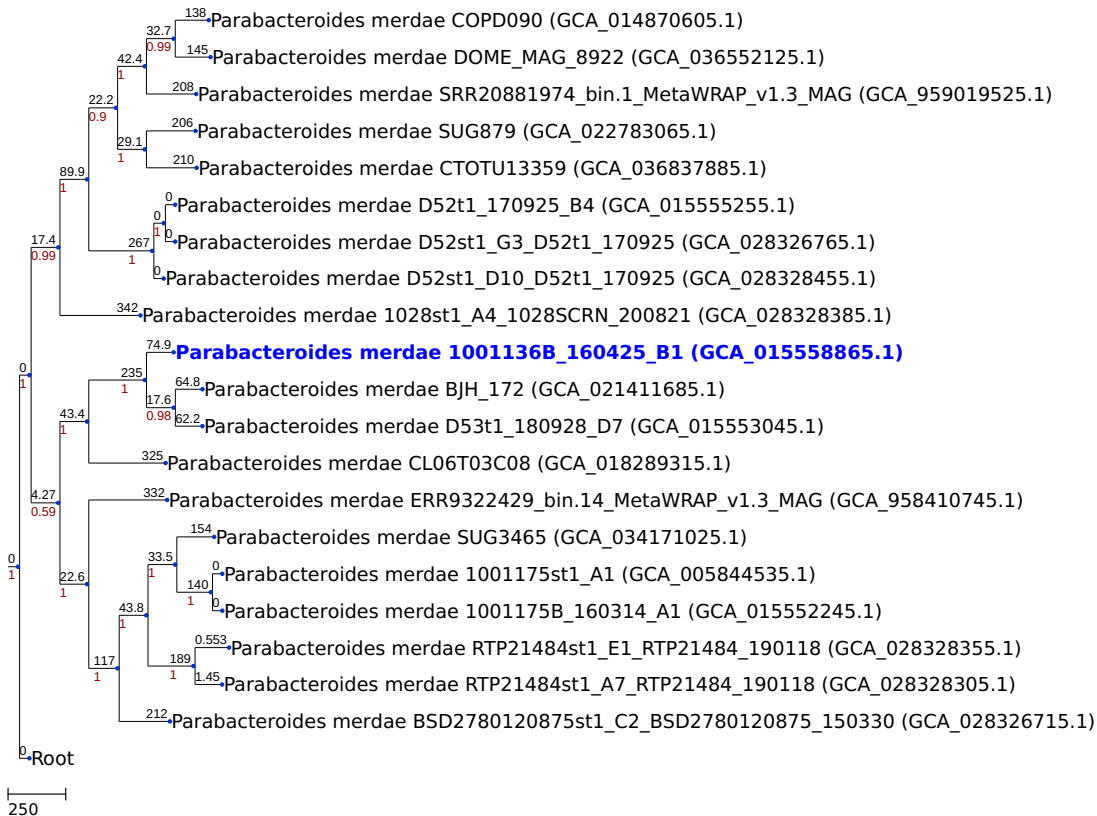 138 Parabacteroides merdae COPD090 (GCA_014870605.1)
32.7
0.99
145 Parabacteroides merdae DOME_MAG_8922 (GCA_036552125.1)
42.4
1
208 Parabacteroides merdae SRR20881974_bin.1_MetaWRAP_v1.3_MAG (GCA_959019525.1)
22.2
0.9
206 Parabacteroides merdae SUG879 (GCA_022783065.1)
29.1
1
210 Parabacteroides merdae CTOTU13359 (GCA_036837885.1)
89.9
1
0 Parabacteroides merdae D52t1_170925_B4 (GCA_015555255.1)
0
1
0 Parabacteroides merdae D52st1_G3_D52t1_170925 (GCA_028326765.1)
267
1
0 Parabacteroides merdae D52st1_D10_D52t1_170925 (GCA_028328455.1)
17.4
0.99
342 Parabacteroides merdae 1028st1_A4_1028SCRN_200821 (GCA_028328385.1)
0
1
74.9 Parabacteroides merdae 1001136B_160425_B1 (GCA_015558865.1)
235
1
64.8 Parabacteroides merdae BJH_172 (GCA_021411685.1)
17.6
0.98
62.2 Parabacteroides merdae D53t1_180928_D7 (GCA_015553045.1)
43.4
1
325 Parabacteroides merdae CL06T03C08 (GCA_018289315.1)
4.27
0.59
332 Parabacteroides merdae ERR9322429_bin.14_MetaWRAP_v1.3_MAG (GCA_958410745.1)
154 Parabacteroides merdae SUG3465 (GCA_034171025.1)
33.5
1
0 Parabacteroides merdae 1001175st1_A1 (GCA_005844535.1)
140
1
0 Parabacteroides merdae 1001175B_160314_A1 (GCA_015552245.1)
0
1
22.6
1
43.8
1
0.553 Parabacteroides merdae RTP21484st1_E1_RTP21484_190118 (GCA_028328355.1)
189
1
1.45 Parabacteroides merdae RTP21484st1_A7_RTP21484_190118 (GCA_028328305.1)
117
1
212 Parabacteroides merdae BSD2780120875st1_C2_BSD2780120875_150330 (GCA_028326715.1)
0 Root
250